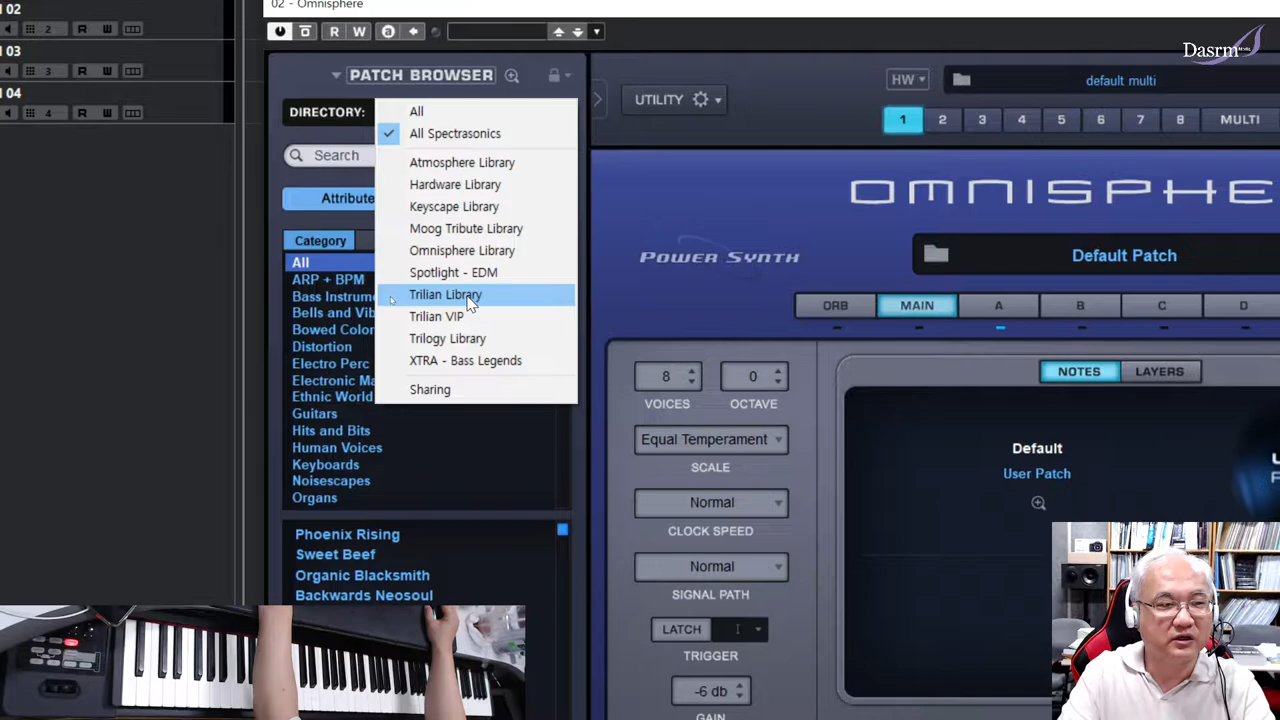 02 - Omnisphere
02
2
R W
03
3
R W
04
4
R W
R W
a
Dasrm
PATCH BROWSER
DIRECTORY:
Search
Attribute
Category
All
ARP + BPM
Bass Instrume
Bells and Vib
Bowed Color
Distortion
Electro Perc
Electronic Ma
Ethnic World
Guitars
Hits and Bits
Human Voices
Keyboards
Noisescapes
Organs
Phoenix Rising
Sweet Beef
Organic Blacksmith
Backwards Neosoul
All
All Spectrasonics
Atmosphere Library
Hardware Library
Keyscape Library
Moog Tribute Library
Omnisphere Library
Spotlight - EDM
Trilian Library
Trilian VIP
Trilogy Library
XTRA - Bass Legends
Sharing
UTILITY
HW
default multi
1 2 3 4 5 6 7 8 MULTI
OMNISPHE
POWER SYNTH
Default Patch
ORB MAIN A B C D
8 0
VOICES OCTAVE
Equal Temperament
SCALE
Normal
CLOCK SPEED
Normal
SIGNAL PATH
LATCH
TRIGGER
-6 db
GAIN
NOTES LAYERS
Default
User Patch